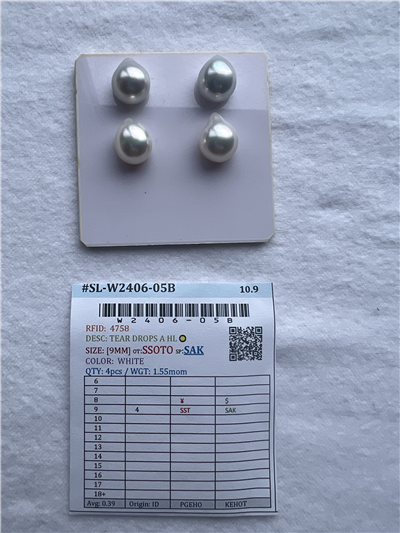 #SL-W2406-05B 10.9
W2406-05B
RFID: 4758
DESC: TEAR DROPS A HL
SIZE: [9MM] OT:SSOTO SP:SAK
COLOR: WHITE
QTY: 4pcs / WGT: 1.55mom
6
7
8 ¥ $
9 4 SST SAK
10
11
12
13
14
15
16
17
18+
Avg: 0.39 Origin: ID PGEHO KEHOT